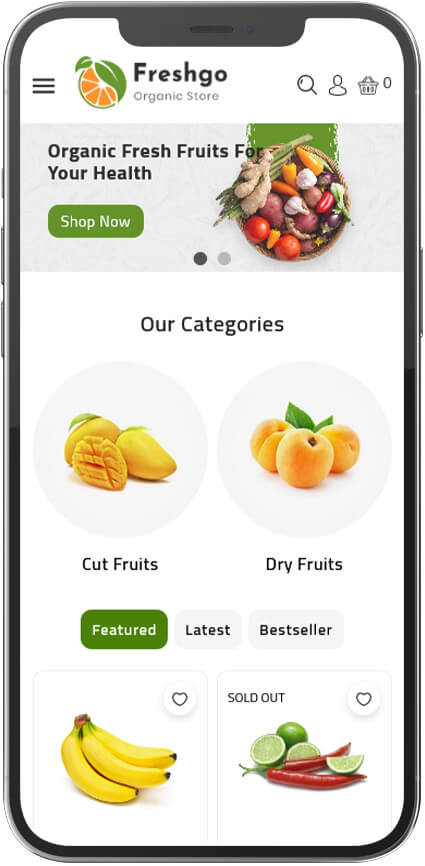 Freshgo
Organic Store
0
Organic Fresh Fruits For
Your Health
Shop Now
Our Categories
Cut Fruits
Dry Fruits
Featured
Latest
Bestseller
SOLD OUT